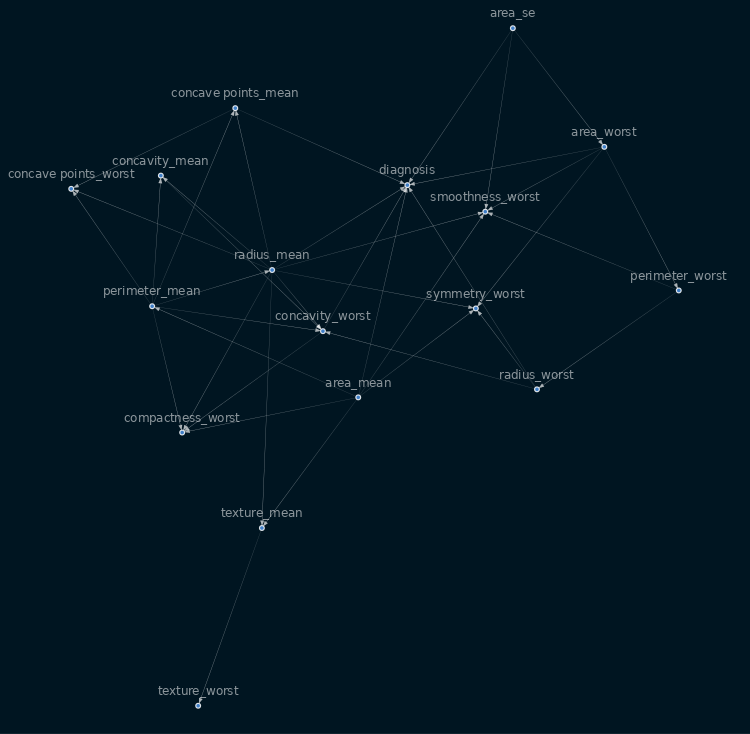 area_se
concave points_mean
area_worst
concavity_mean
diagnosis
concave points_worst
smoothness_worst
radius_mean
perimeter_worst
perimeter_mean
symmetry_worst
concavity_worst
radius_worst
area_mean
compactness_worst
texture_mean
texture_worst